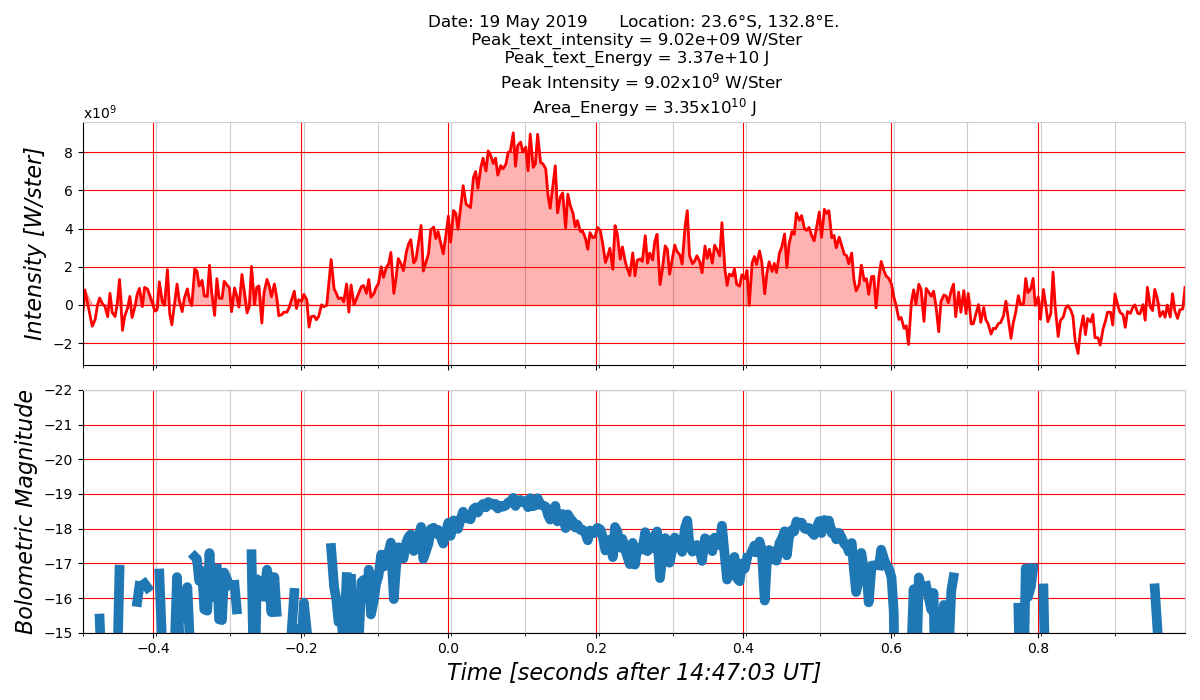 Date: 19 May 2019 Location: 23.6°S, 132.8°E.
Peak_text_intensity = 9.02e+09 W/Ster
Peak_text_Energy = 3.37e+10 J
Peak Intensity = 9.02x10⁹ W/Ster
Area_Energy = 3.35x10¹⁰ J
x10⁹
8
6
4
2
0
−2
Intensity [W/ster]
−22
−21
−20
−19
−18
−17
−16
−15
Bolometric Magnitude
−0.4 −0.2 0.0 0.2 0.4 0.6 0.8
Time [seconds after 14:47:03 UT]